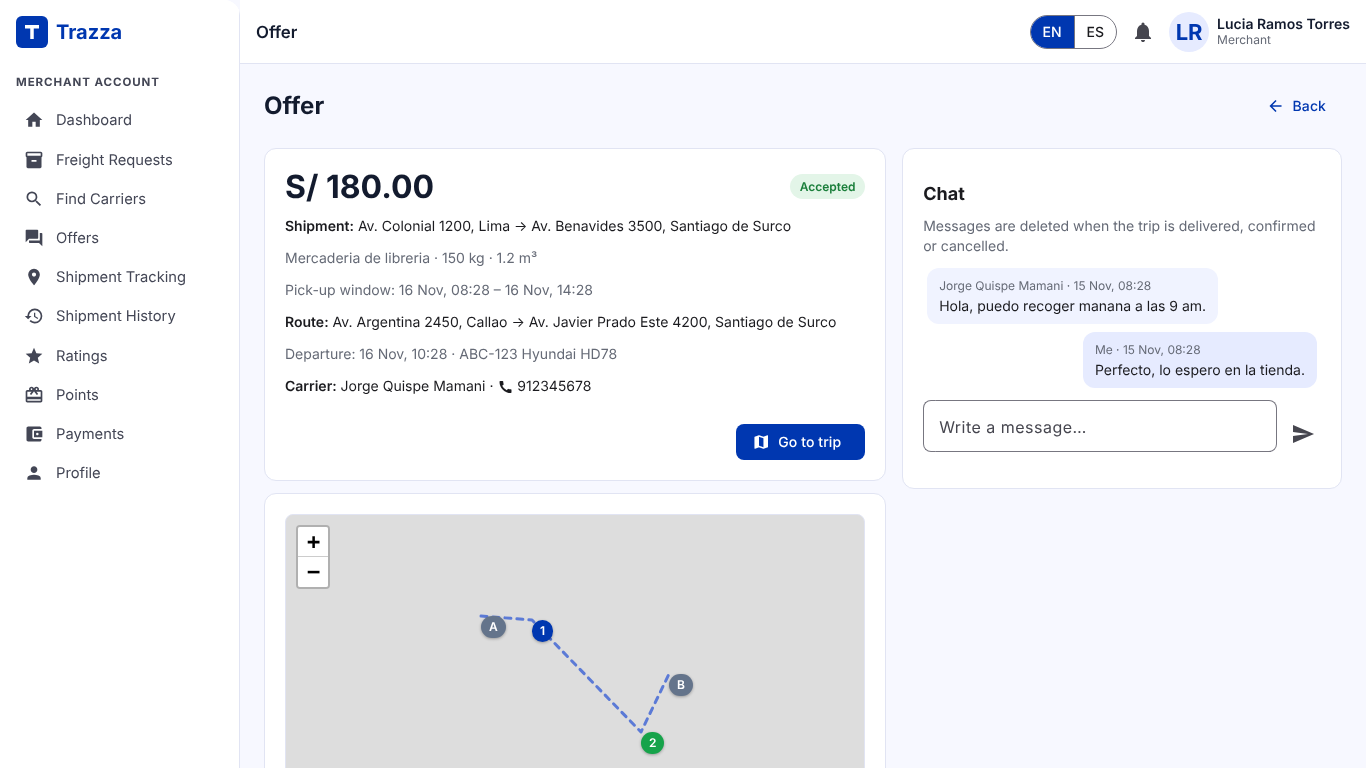 T Trazza
MERCHANT ACCOUNT
Dashboard
Freight Requests
Find Carriers
Offers
Shipment Tracking
Shipment History
Ratings
Points
Payments
Profile
Offer
EN ES
LR
Lucia Ramos Torres
Merchant
Offer
Back
S/ 180.00
Accepted
Shipment: Av. Colonial 1200, Lima → Av. Benavides 3500, Santiago de Surco
Mercaderia de libreria · 150 kg · 1.2 m³
Pick-up window: 16 Nov, 08:28 – 16 Nov, 14:28
Route: Av. Argentina 2450, Callao → Av. Javier Prado Este 4200, Santiago de Surco
Departure: 16 Nov, 10:28 · ABC-123 Hyundai HD78
Carrier: Jorge Quispe Mamani · 912345678
Go to trip
+
−
A
1
B
2
Chat
Messages are deleted when the trip is delivered, confirmed
or cancelled.
Jorge Quispe Mamani · 15 Nov, 08:28
Hola, puedo recoger manana a las 9 am.
Me · 15 Nov, 08:28
Perfecto, lo espero en la tienda.
Write a message...